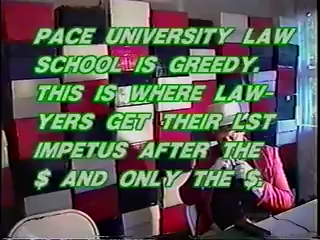 PACE UNIVERSITY LAW
SCHOOL IS GREEDY.
THIS IS WHERE LAW-
YERS GET THEIR LST
IMPETUS AFTER THE
$ AND ONLY THE $.